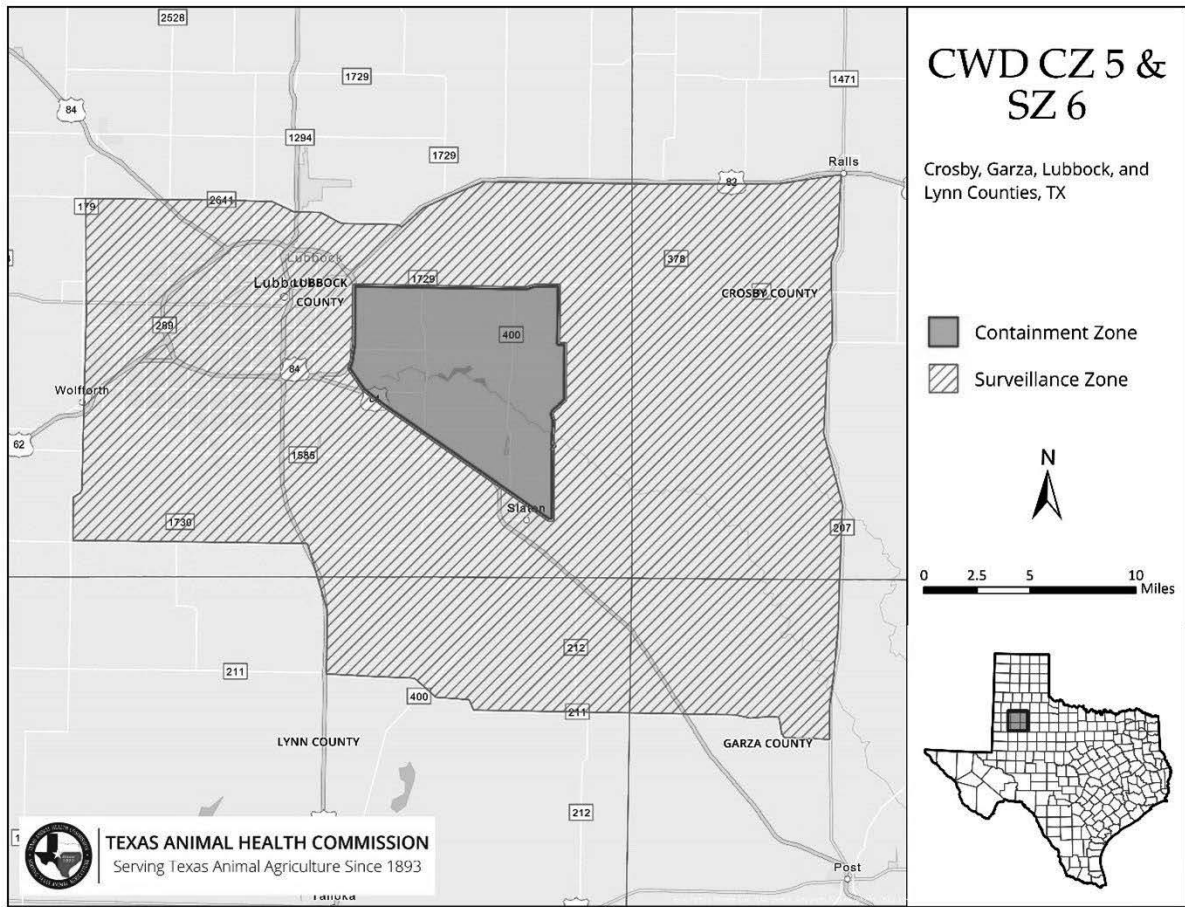 2528
1729
1471
84
1294
1729
Ralls
82
179
2641
Lubbock
378
Lubbock
LUBBOCK
COUNTY
1729
CROSBY COUNTY
289
400
84
Wolfforth
62
1585
Slaton
1730
207
212
211
400
211
LYNN COUNTY
GARZA COUNTY
212
Post
TEXAS ANIMAL HEALTH COMMISSION
Serving Texas Animal Agriculture Since 1893
CWD CZ 5 &
SZ 6
Crosby, Garza, Lubbock, and
Lynn Counties, TX
Containment Zone
Surveillance Zone
N
0 2.5 5 10
Miles